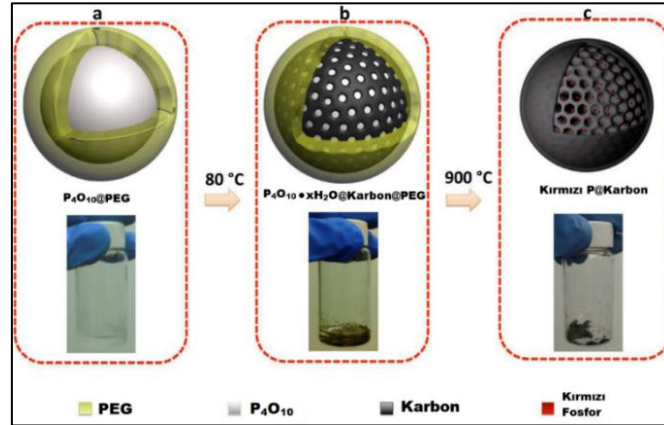 a
b
c
80 °C
900 °C
P₄O₁₀@PEG
P₄O₁₀•xH₂O@Karbon@PEG
Kırmızı P@Karbon
PEG
P₄O₁₀
Karbon
Kırmızı
Fosfor